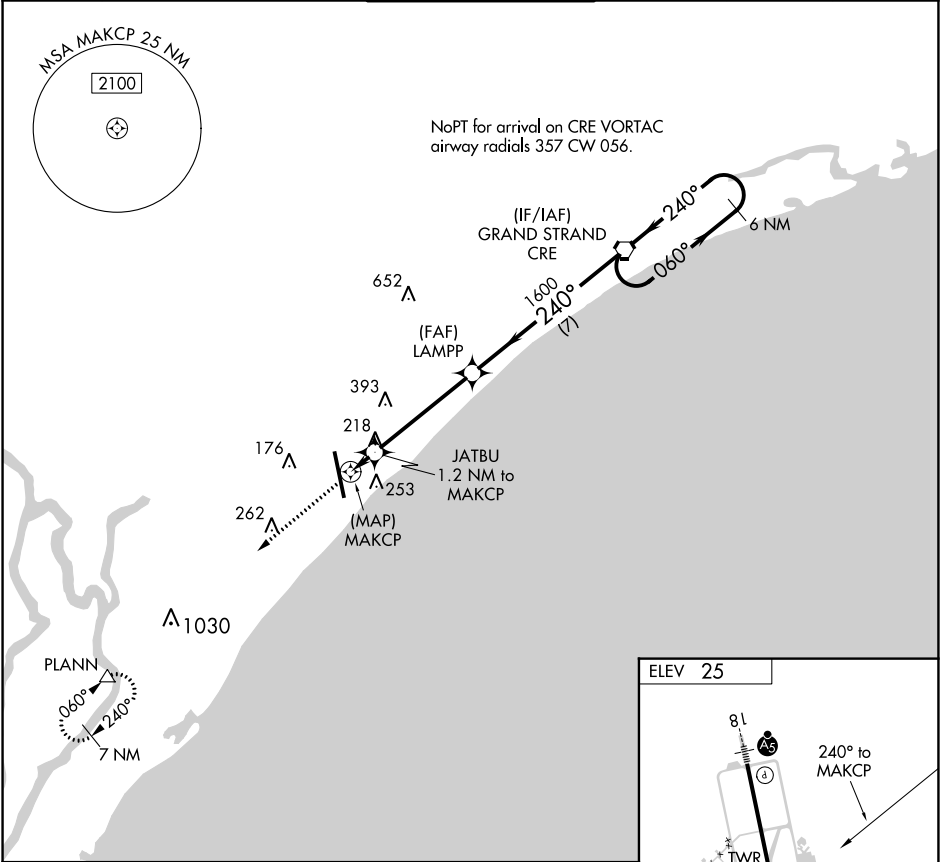 MSA MAKCP 25 NM
2100
NoPT for arrival on CRE VORTAC
airway radials 357 CW 056.
240°
6 NM
060°
(IF/IAF)
GRAND STRAND
CRE
1600
240°
(7)
652
(FAF)
LAMPP
393
218
176
JATBU
1.2 NM to
MAKCP
253
262
(MAP)
MAKCP
1030
PLANN
060°
240°
7 NM
ELEV 25
18
A5
P
240° to
MAKCP
TWR